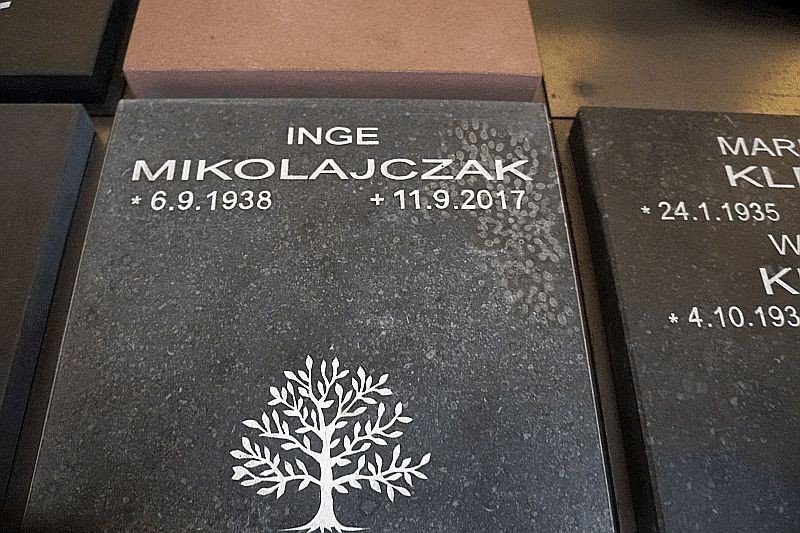 INGE
MIKOLAJCZAK
* 6.9.1938 + 11.9.2017
* 24.1.1935
* 4.10.193